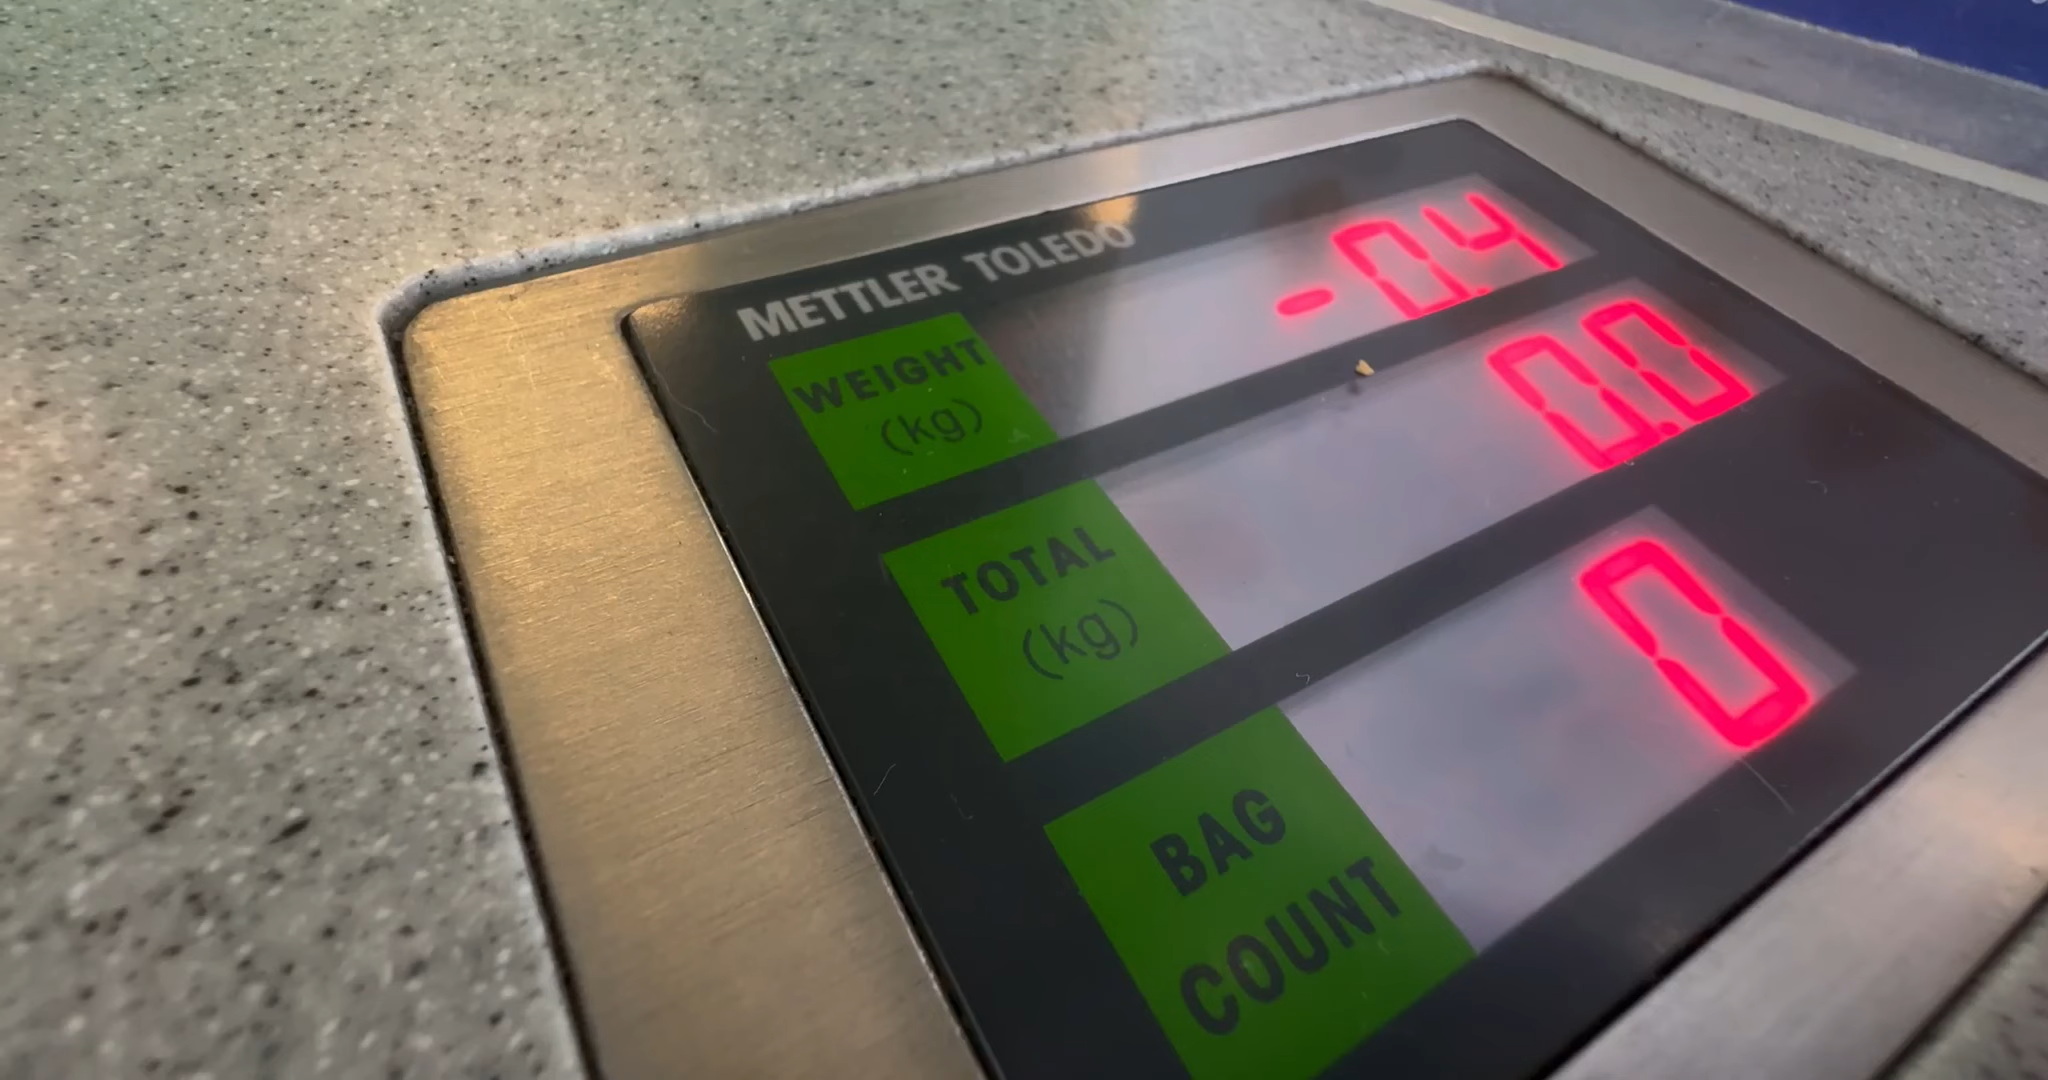 METTLER TOLEDO
WEIGHT
(kg)
-0.4
TOTAL
(kg)
0.0
BAG
COUNT
0